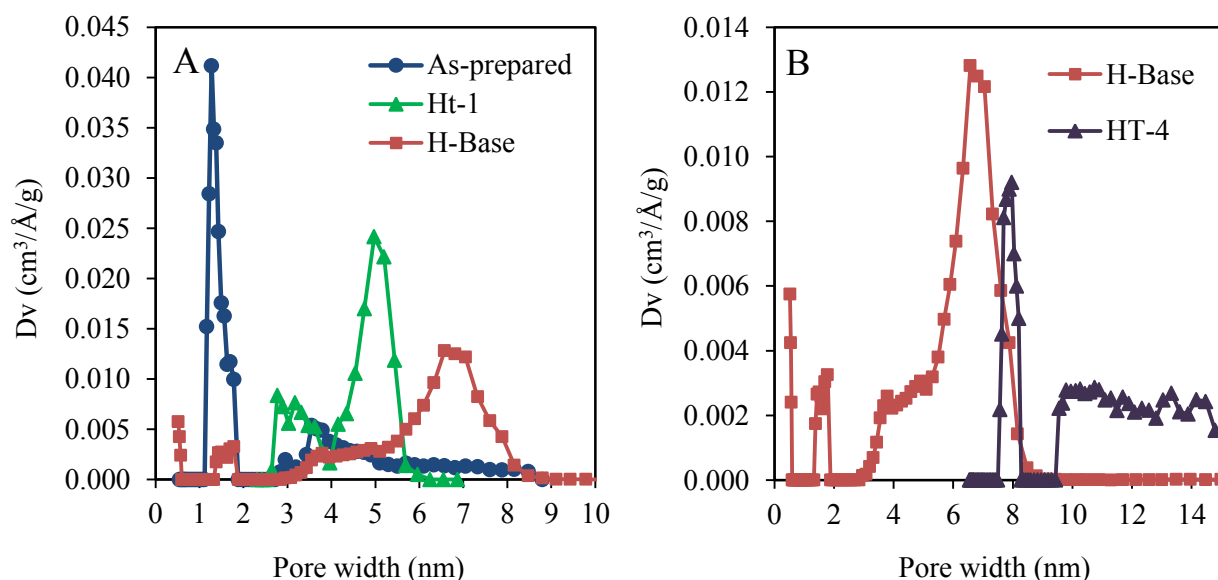 A
As-prepared
Ht-1
H-Base
0.045
0.040
0.035
0.030
0.025
0.020
0.015
0.010
0.005
0.000
Dv (cm³/Å/g)
0 1 2 3 4 5 6 7 8 9 10
Pore width (nm)
B
H-Base
HT-4
0.014
0.012
0.010
0.008
0.006
0.004
0.002
0.000
Dv (cm³/Å/g)
0 2 4 6 8 10 12 14
Pore width (nm)